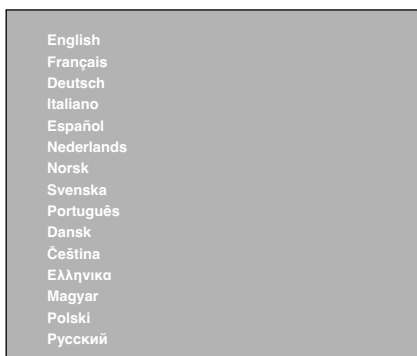 English
Français
Deutsch
Italiano
Español
Nederlands
Norsk
Svenska
Português
Dansk
Čeština
Ελληνικα
Magyar
Polski
Русский